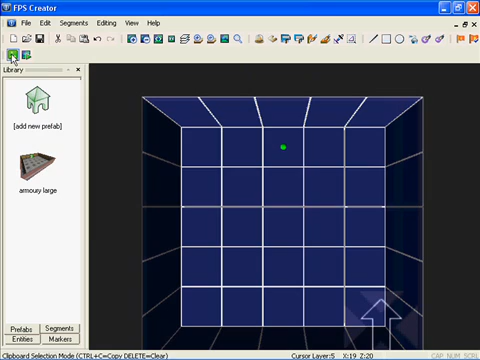 FPS Creator
File Edit Segments Editing View Help
Library
[add new prefab]
armoury large
Prefabs Segments
Entities Markers
Clipboard Selection Mode (CTRL+C=Copy DELETE=Clear) Cursor Layer:5 X:19 Z:20 CAP NUM SCRL